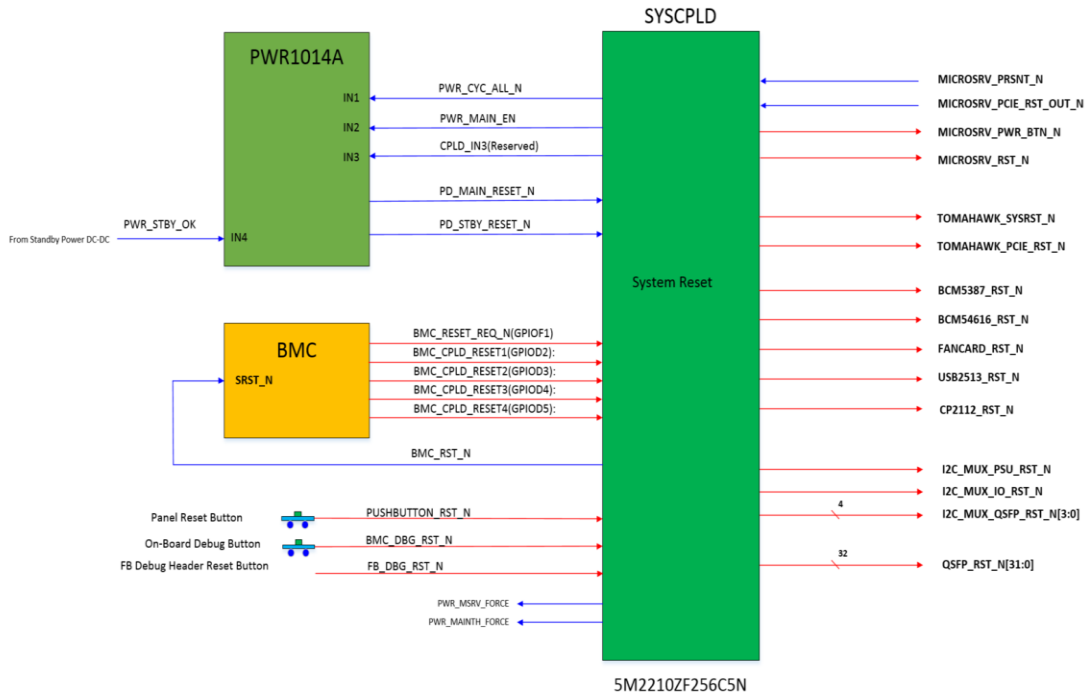 SYSCPLD
PWR1014A
IN1
IN2
IN3
IN4
PWR_CYC_ALL_N
PWR_MAIN_EN
CPLD_IN3(Reserved)
PD_MAIN_RESET_N
PD_STBY_RESET_N
PWR_STBY_OK
From Standby Power DC-DC
System Reset
BMC
SRST_N
BMC_RESET_REQ_N(GPIOF1)
BMC_CPLD_RESET1(GPIOD2):
BMC_CPLD_RESET2(GPIOD3):
BMC_CPLD_RESET3(GPIOD4):
BMC_CPLD_RESET4(GPIOD5):
BMC_RST_N
Panel Reset Button
PUSHBUTTON_RST_N
On-Board Debug Button
BMC_DBG_RST_N
FB Debug Header Reset Button
FB_DBG_RST_N
PWR_MSRV_FORCE
PWR_MAINTH_FORCE
MICROSRV_PRSNT_N
MICROSRV_PCIE_RST_OUT_N
MICROSRV_PWR_BTN_N
MICROSRV_RST_N
TOMAHAWK_SYSRST_N
TOMAHAWK_PCIE_RST_N
BCM5387_RST_N
BCM54616_RST_N
FANCARD_RST_N
USB2513_RST_N
CP2112_RST_N
I2C_MUX_PSU_RST_N
I2C_MUX_IO_RST_N
4
I2C_MUX_QSFP_RST_N[3:0]
32
QSFP_RST_N[31:0]
5M2210ZF256C5N